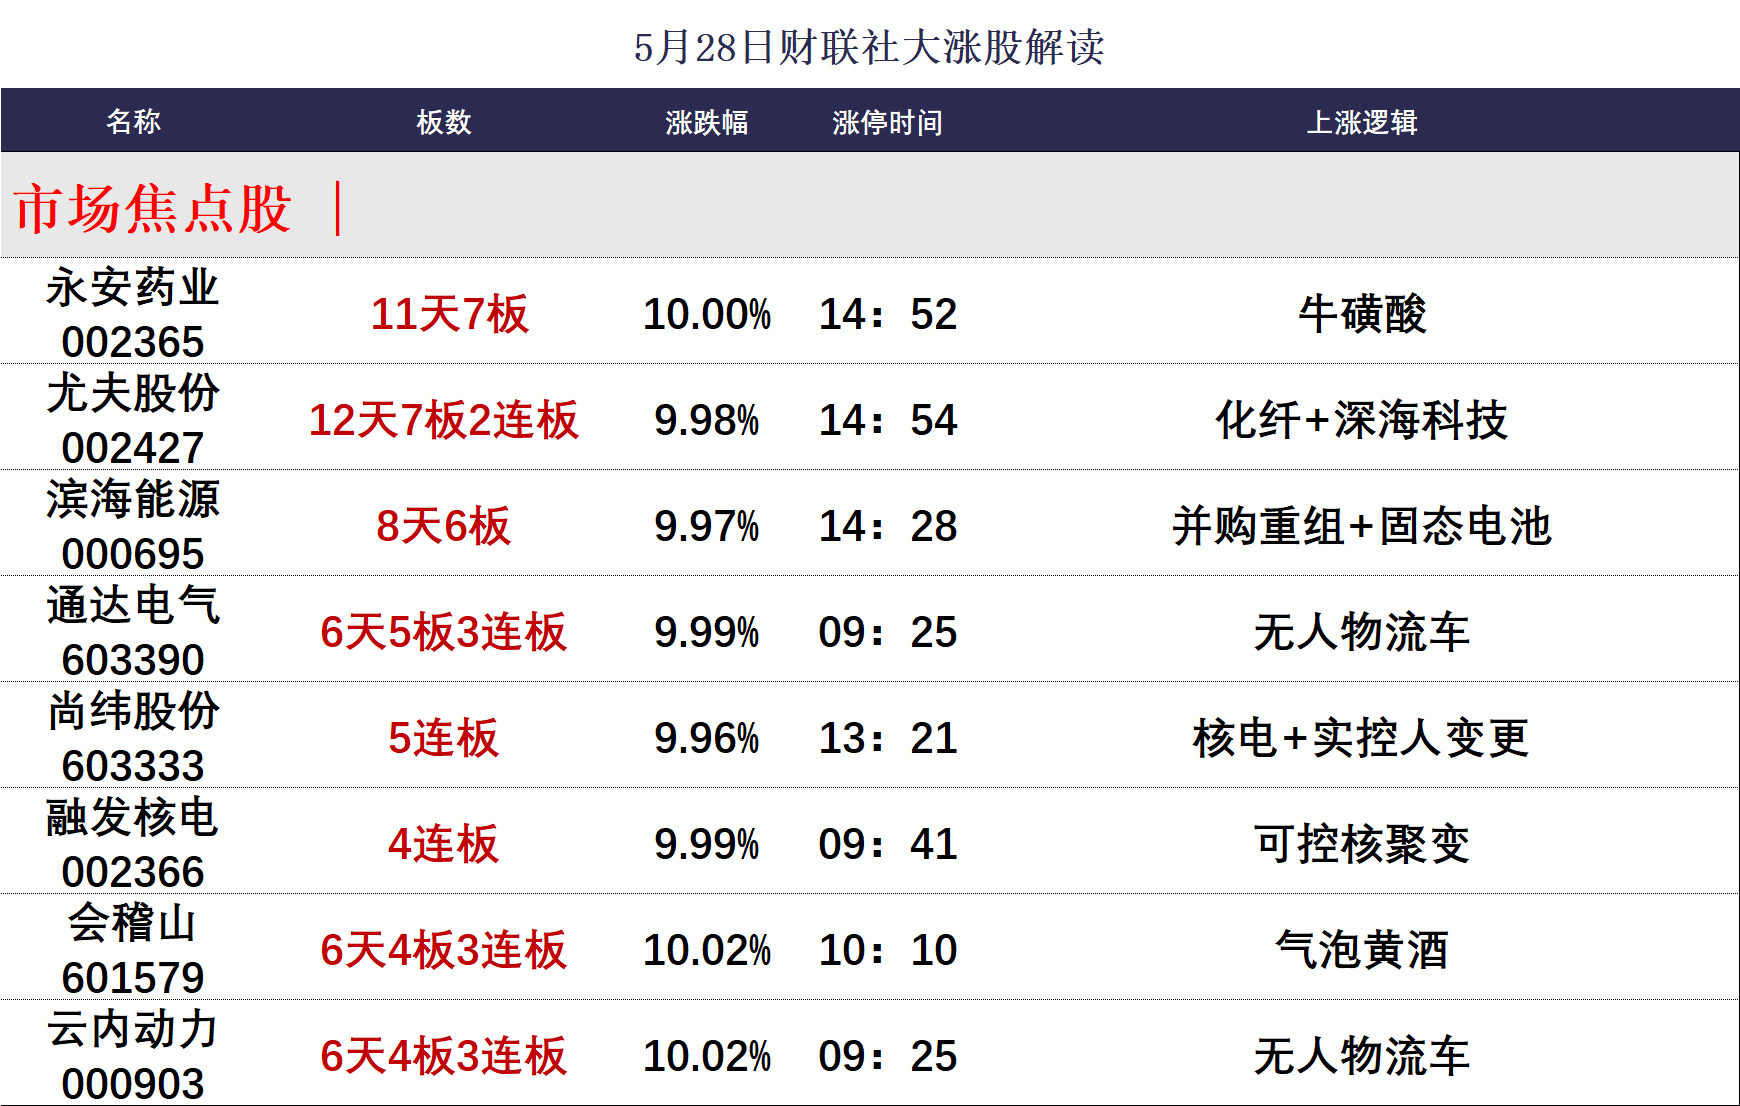 5月28日财联社大涨股解读
名称 板数 涨跌幅 涨停时间 上涨逻辑
市场焦点股 |
永安药业
002365 11天7板 10.00% 14：52 牛磺酸
尤夫股份
002427 12天7板2连板 9.98% 14：54 化纤+深海科技
滨海能源
000695 8天6板 9.97% 14：28 并购重组+固态电池
通达电气
603390 6天5板3连板 9.99% 09：25 无人物流车
尚纬股份
603333 5连板 9.96% 13：21 核电+实控人变更
融发核电
002366 4连板 9.99% 09：41 可控核聚变
会稽山
601579 6天4板3连板 10.02% 10：10 气泡黄酒
云内动力
000903 6天4板3连板 10.02% 09：25 无人物流车